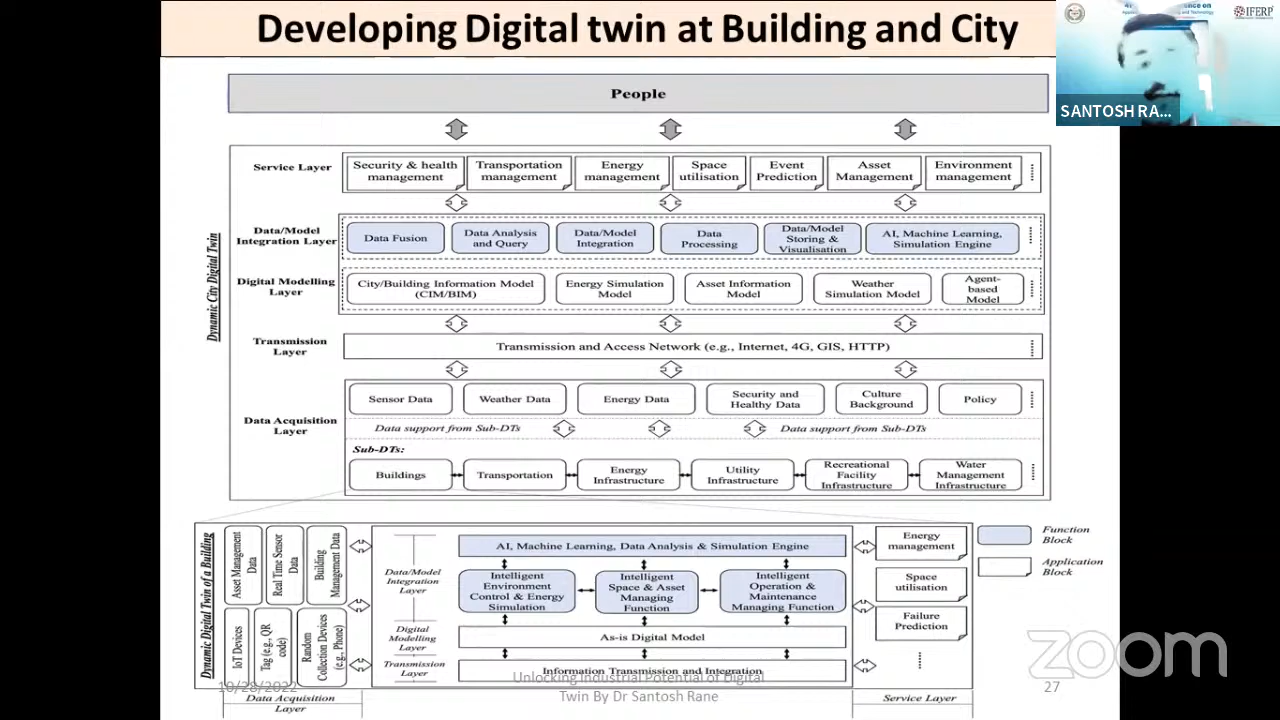 Developing Digital twin at Building and City
IFERP
SANTOSH RA...
People
Service Layer
Security & health
management
Transportation
management
Energy
management
Space
utilisation
Event
Prediction
Asset
Management
Environment
management
Dynamic City Digital Twin
Data/Model
Integration Layer
Data Fusion
Data Analysis
and Query
Data/Model
Integration
Data
Processing
Data/Model
Storing &
Visualisation
AI, Machine Learning,
Simulation Engine
Digital Modelling
Layer
City/Building Information Model
(CIM/BIM)
Energy Simulation
Model
Asset Information
Model
Weather
Simulation Model
Agent-
based
Model
Transmission
Layer
Transmission and Access Network (e.g., Internet, 4G, GIS, HTTP)
Data Acquisition
Layer
Sensor Data
Weather Data
Energy Data
Security and
Healthy Data
Culture
Background
Policy
Data support from Sub-DTs
Data support from Sub-DTs
Sub-DTs:
Buildings
Transportation
Energy
Infrastructure
Utility
Infrastructure
Recreational
Facility
Infrastructure
Water
Management
Infrastructure
Dynamic Digital Twin of a Building
Asset Management
Data
Real Time Sensor
Data
Building
Management Data
IoT Devices
Tag (e.g., QR
code)
Random
Collection Devices
(e.g., Phone)
Data Acquisition
Layer
Data/Model
Integration
Layer
AI, Machine Learning, Data Analysis & Simulation Engine
Intelligent
Environment
Control & Energy
Simulation
Intelligent
Space & Asset
Managing
Function
Intelligent
Operation &
Maintenance
Managing Function
Digital
Modelling
Layer
As-is Digital Model
Transmission
Layer
Information Transmission and Integration
Energy
management
Space
utilisation
Failure
Prediction
Service Layer
Function
Block
Application
Block
10/28/2022
Unlocking Industrial Potential of Digital
Twin By Dr Santosh Rane
27
zoom